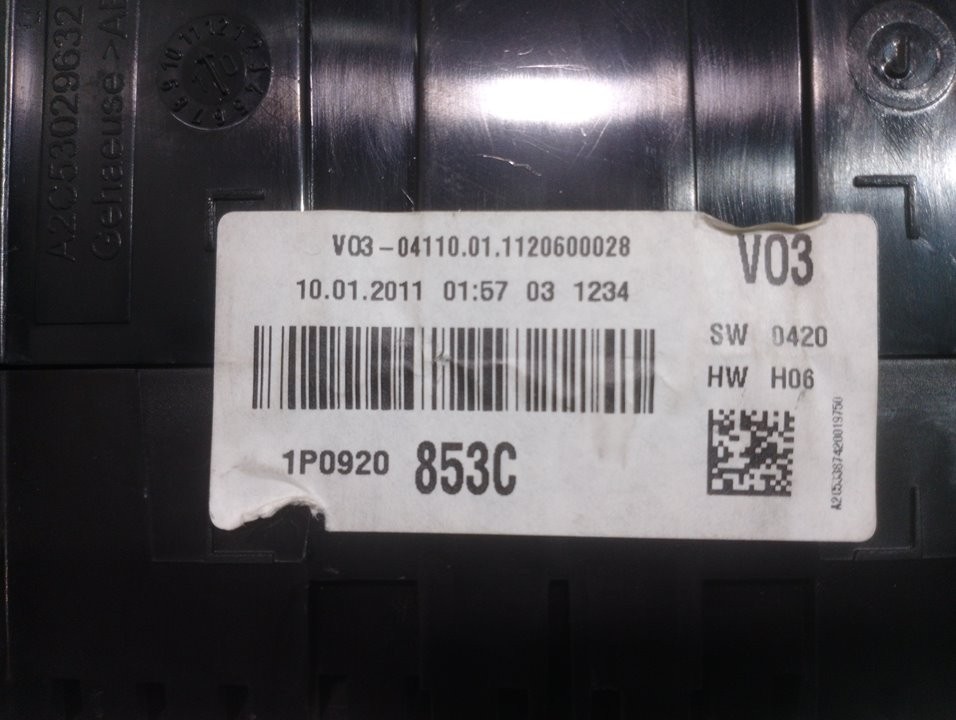 A2C53029632
Gehaeuse >A
V03-04110.01.1120600028
10.01.2011 01:57 03 1234
1P0920 853C
V03
SW 0420
HW H06
A2C53387420019750